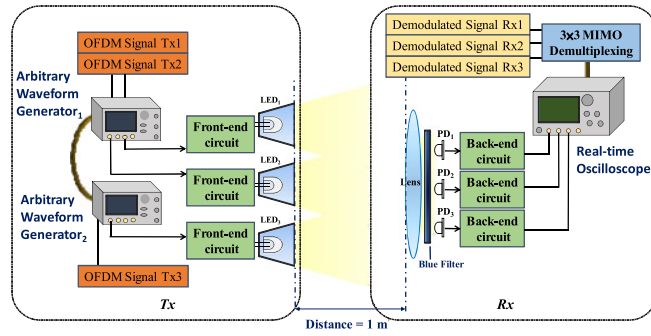 OFDM Signal Tx1
OFDM Signal Tx2
Arbitrary
Waveform
Generator1
Front-end
circuit
LED1
Front-end
circuit
LED2
Arbitrary
Waveform
Generator2
Front-end
circuit
LED3
OFDM Signal Tx3
Tx
Distance = 1 m
Demodulated Signal Rx1
Demodulated Signal Rx2
Demodulated Signal Rx3
3x3 MIMO
Demultiplexing
Real-time
Oscilloscope
Lens
PD1
Back-end
circuit
PD2
Back-end
circuit
PD3
Back-end
circuit
Blue Filter
Rx